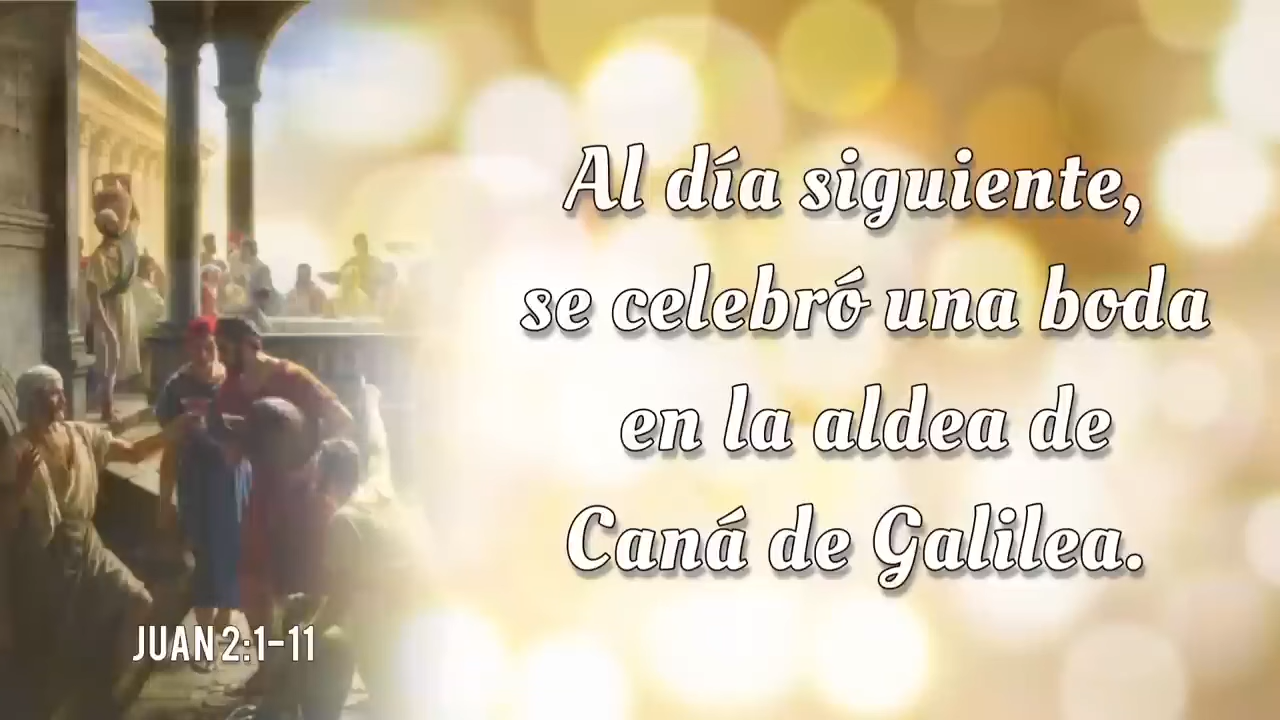 Al día siguiente,
se celebró una boda
en la aldea de
Caná de Galilea.
JUAN 2:1-11